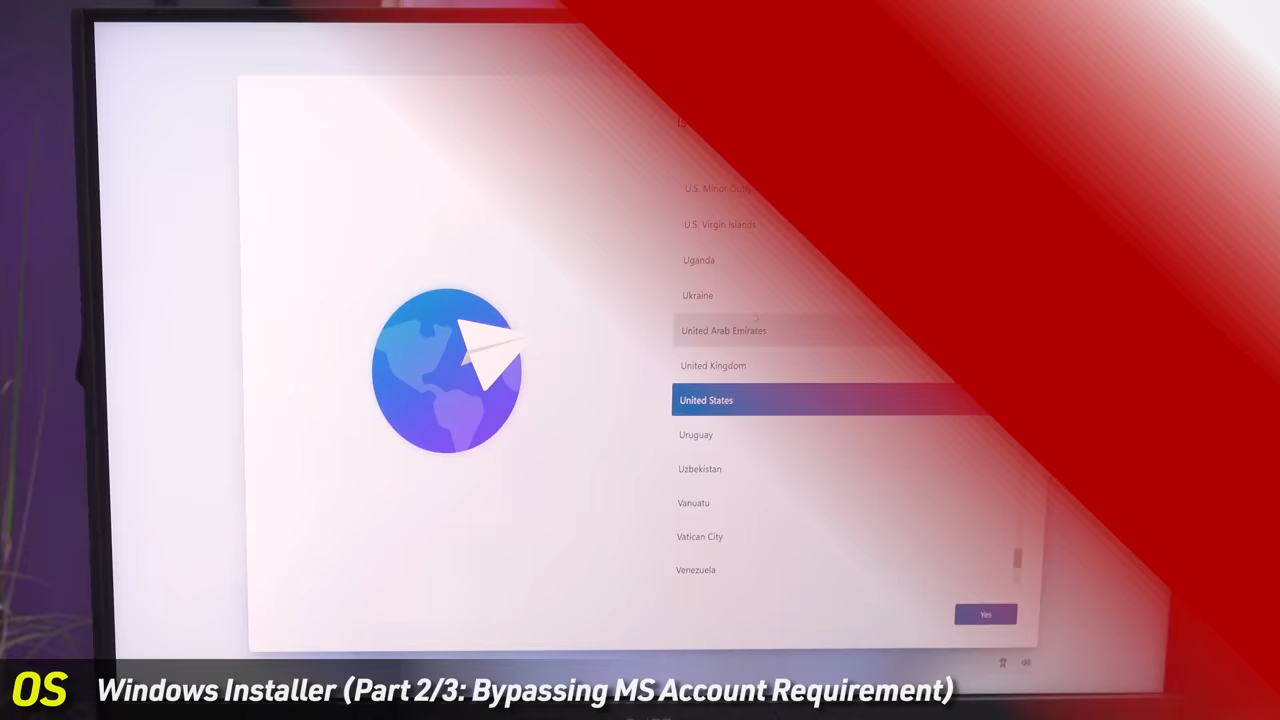 U.S. Minor
U.S. Virgin Islands
Uganda
Ukraine
United Arab Emirates
United Kingdom
United States
Uruguay
Uzbekistan
Vanuatu
Vatican City
Venezuela
Yes
OS Windows Installer (Part 2/3: Bypassing MS Account Requirement)